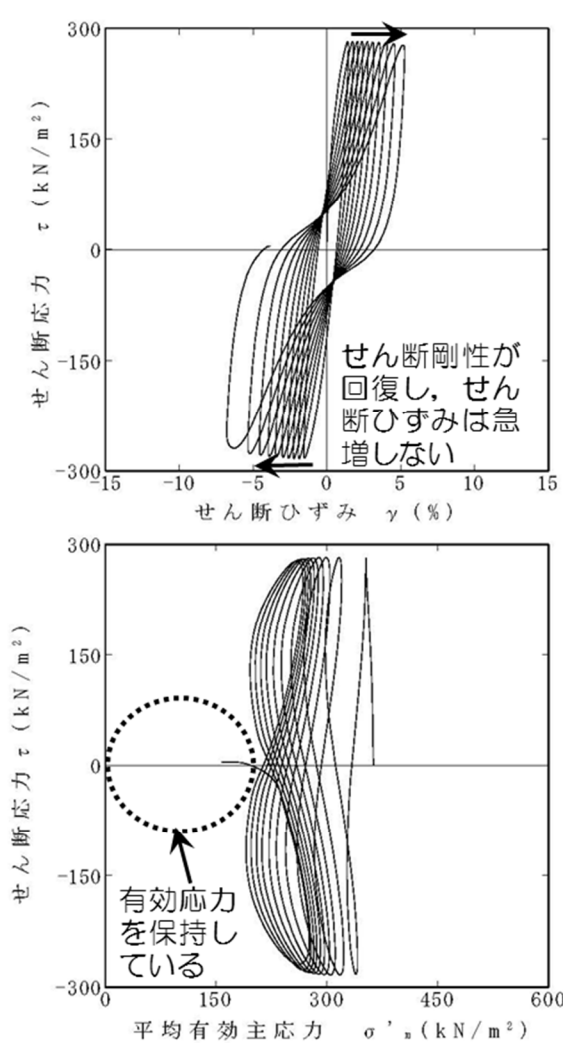 300
150
0
-150
-300
せん断応力 τ(kN/m²)
せん断剛性が
回復し，せん
断ひずみは急
増しない
-15 -10 -5 0 5 10 15
せん断ひずみ γ(%)
300
150
0
-150
-300
せん断応力 τ(kN/m²)
有効応力
を保持し
ている
0 150 300 450 600
平均有効主応力 σ'ₘ(kN/m²)